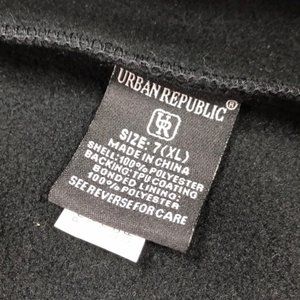 URBAN REPUBLIC®
UR
SIZE: 7(XL)
MADE IN CHINA
SHELL: 100% POLYESTER
BACKING: TPU COATING
BONDED LINING:
100% POLYESTER
SEE REVERSE FOR CARE